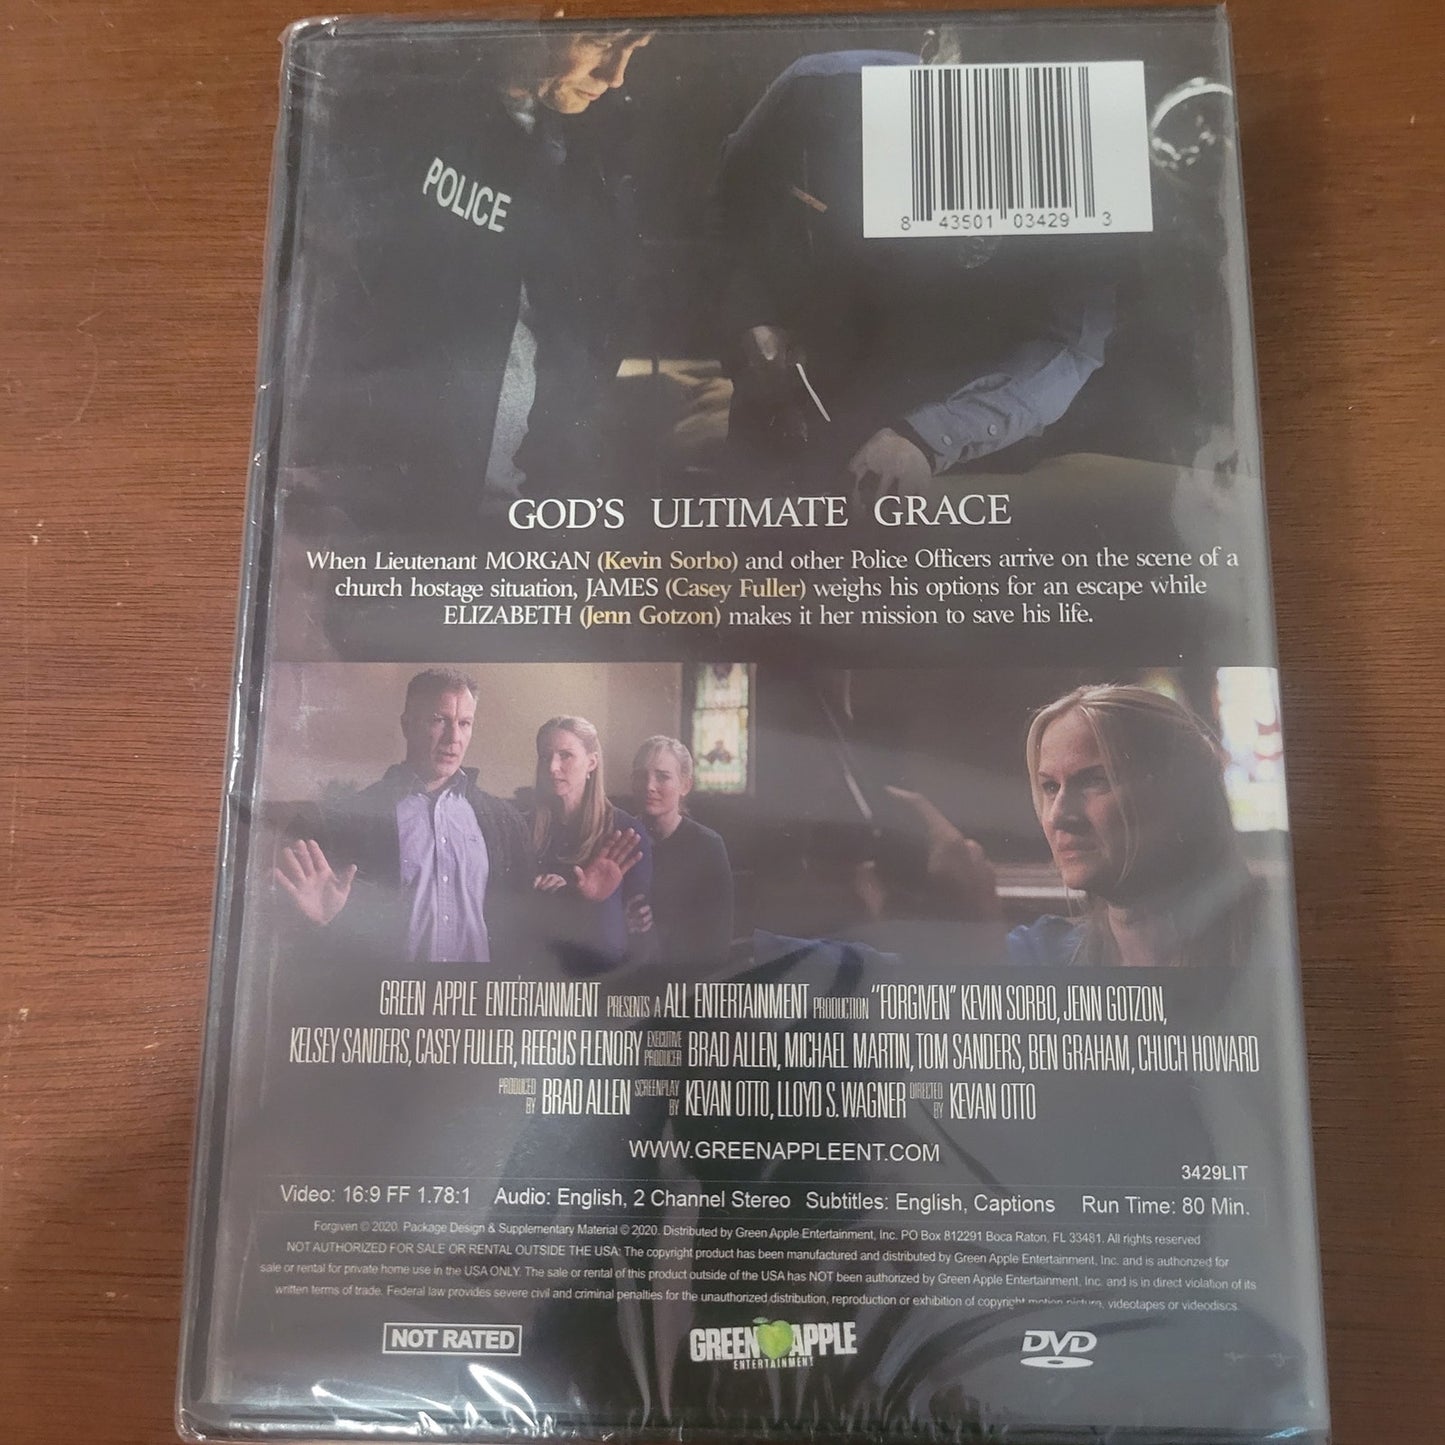 POLICE
8 43501 03429 3
GOD'S ULTIMATE GRACE
When Lieutenant MORGAN (Kevin Sorbo) and other Police Officers arrive on the scene of a
church hostage situation, JAMES (Casey Fuller) weighs his options for an escape while
ELIZABETH (Jenn Gotzon) makes it her mission to save his life.
GREEN APPLE ENTERTAINMENT PRESENTS A ALL ENTERTAINMENT PRODUCTION "FORGIVEN" KEVIN SORBO, JENN GOTZON,
KELSEY SANDERS, CASEY FULLER, REEGUS FLENORY EXECUTIVE PRODUCER BRAD ALLEN, MICHAEL MARTIN, TOM SANDERS, BEN GRAHAM, CHUCH HOWARD
PRODUCED BY BRAD ALLEN SCREENPLAY BY KEVAN OTTO, LLOYD S. WAGNER DIRECTED BY KEVAN OTTO
WWW.GREENAPPLEENT.COM
3429LIT
Video: 16:9 FF 1.78:1 Audio: English, 2 Channel Stereo Subtitles: English, Captions Run Time: 80 Min.
Forgiven © 2020. Package Design & Supplementary Material © 2020. Distributed by Green Apple Entertainment, Inc. PO Box 812291 Boca Raton, FL 33481. All rights reserved
NOT AUTHORIZED FOR SALE OR RENTAL OUTSIDE THE USA: The copyright product has been manufactured and distributed by Green Apple Entertainment, Inc. and is authorized for
sale or rental for private home use in the USA ONLY. The sale or rental of this product outside of the USA has NOT been authorized by Green Apple Entertainment, Inc. and is in direct violation of its
written terms of trade. Federal law provides severe civil and criminal penalties for the unauthorized distribution, reproduction or exhibition of copyright motion picture, videotapes or videodiscs.
NOT RATED
GREEN APPLE
ENTERTAINMENT
DVD